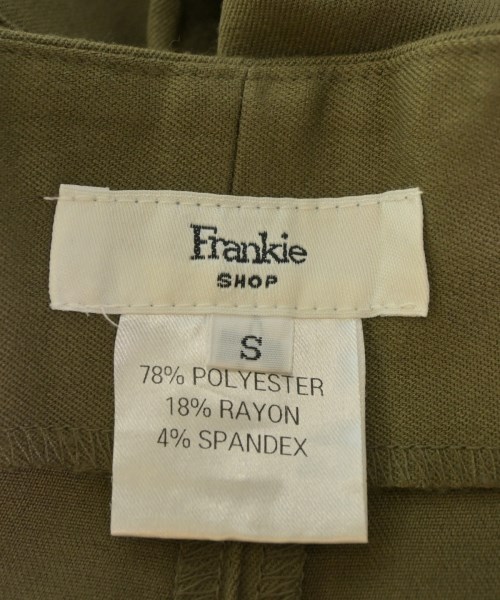 Frankie
SHOP
S
78% POLYESTER
18% RAYON
4% SPANDEX